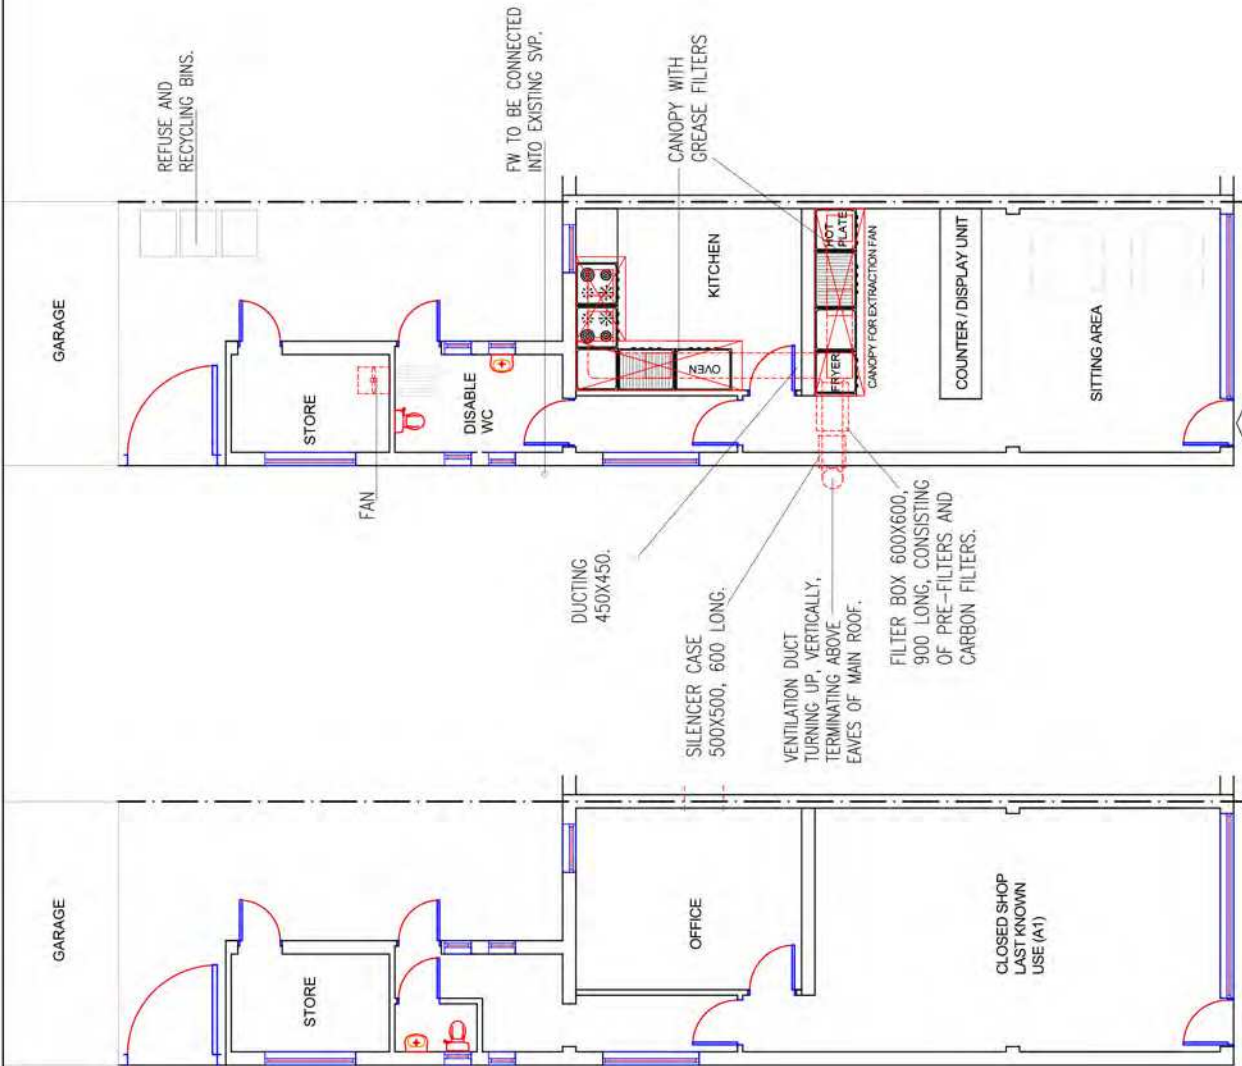 REFUSE AND
RECYCLING BINS.
FW TO BE CONNECTED
INTO EXISTING SVP.
CANOPY WITH
GREASE FILTERS
GARAGE
STORE
DISABLE
WC
KITCHEN
OVEN
HOT
PLATE
FRYER
CANOPY FOR EXTRACTION FAN
COUNTER / DISPLAY UNIT
SITTING AREA
FAN
DUCTING
450X450.
SILENCER CASE
500X500, 600 LONG.
VENTILATION DUCT
TURNING UP, VERTICALLY,
TERMINATING ABOVE
EAVES OF MAIN ROOF.
FILTER BOX 600X600,
900 LONG, CONSISTING
OF PRE-FILTERS AND
CARBON FILTERS.
GARAGE
STORE
OFFICE
CLOSED SHOP
LAST KNOWN
USE (A1)